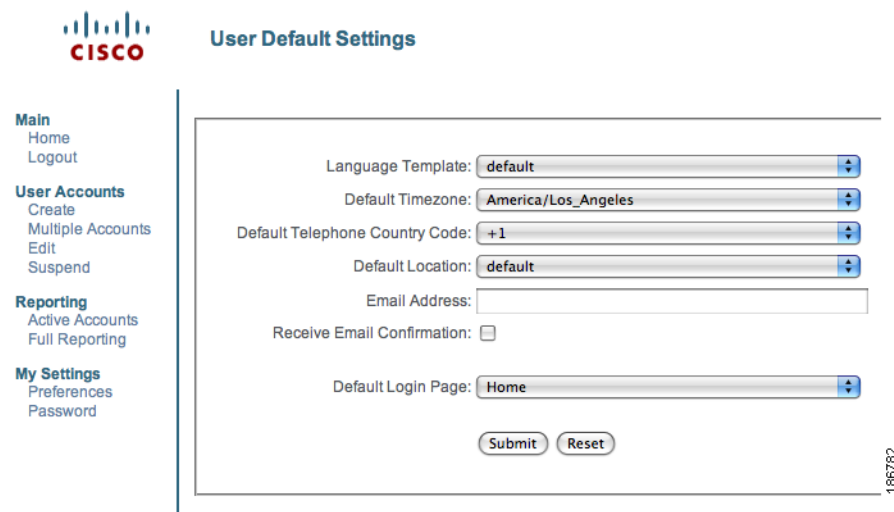 CISCO
User Default Settings
Main
Home
Logout
User Accounts
Create
Multiple Accounts
Edit
Suspend
Reporting
Active Accounts
Full Reporting
My Settings
Preferences
Password
Language Template: default
Default Timezone: America/Los_Angeles
Default Telephone Country Code: +1
Default Location: default
Email Address:
Receive Email Confirmation:
Default Login Page: Home
Submit Reset
186782